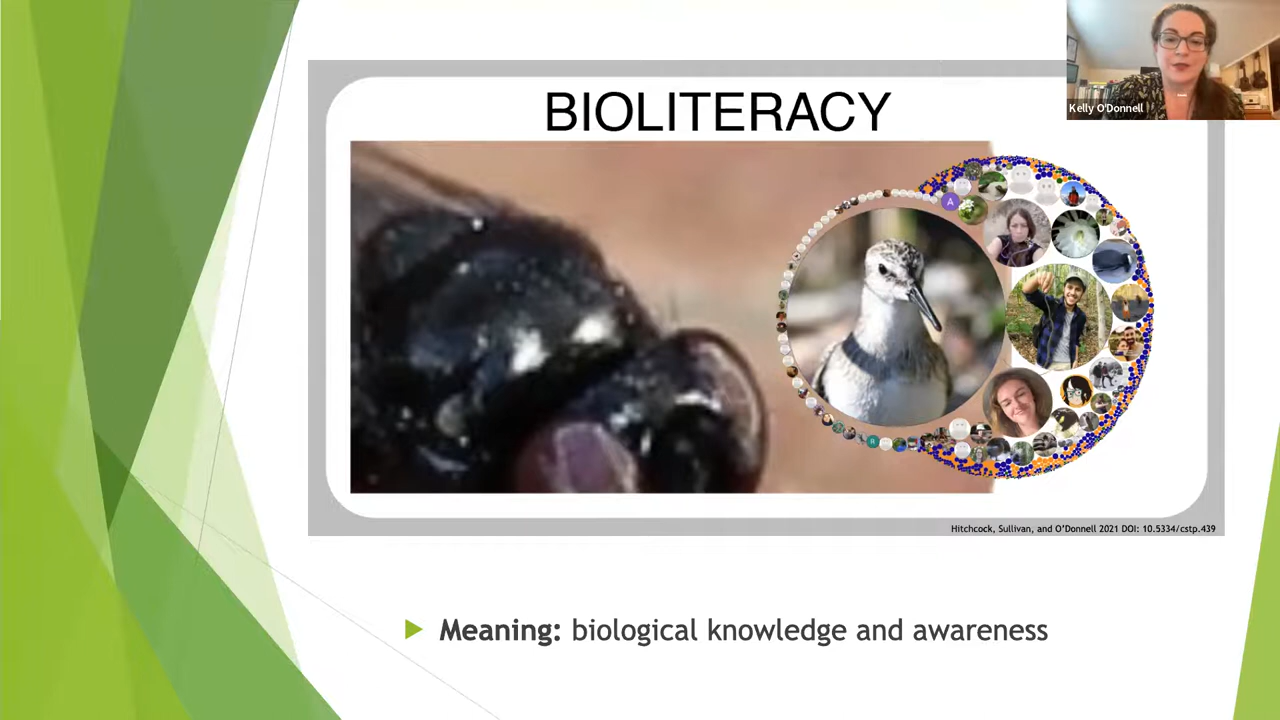 Kelly O'Donnell
BIOLITERACY
A
R
Hitchcock, Sullivan, and O'Donnell 2021 DOI: 10.5334/cstp.439
Meaning: biological knowledge and awareness